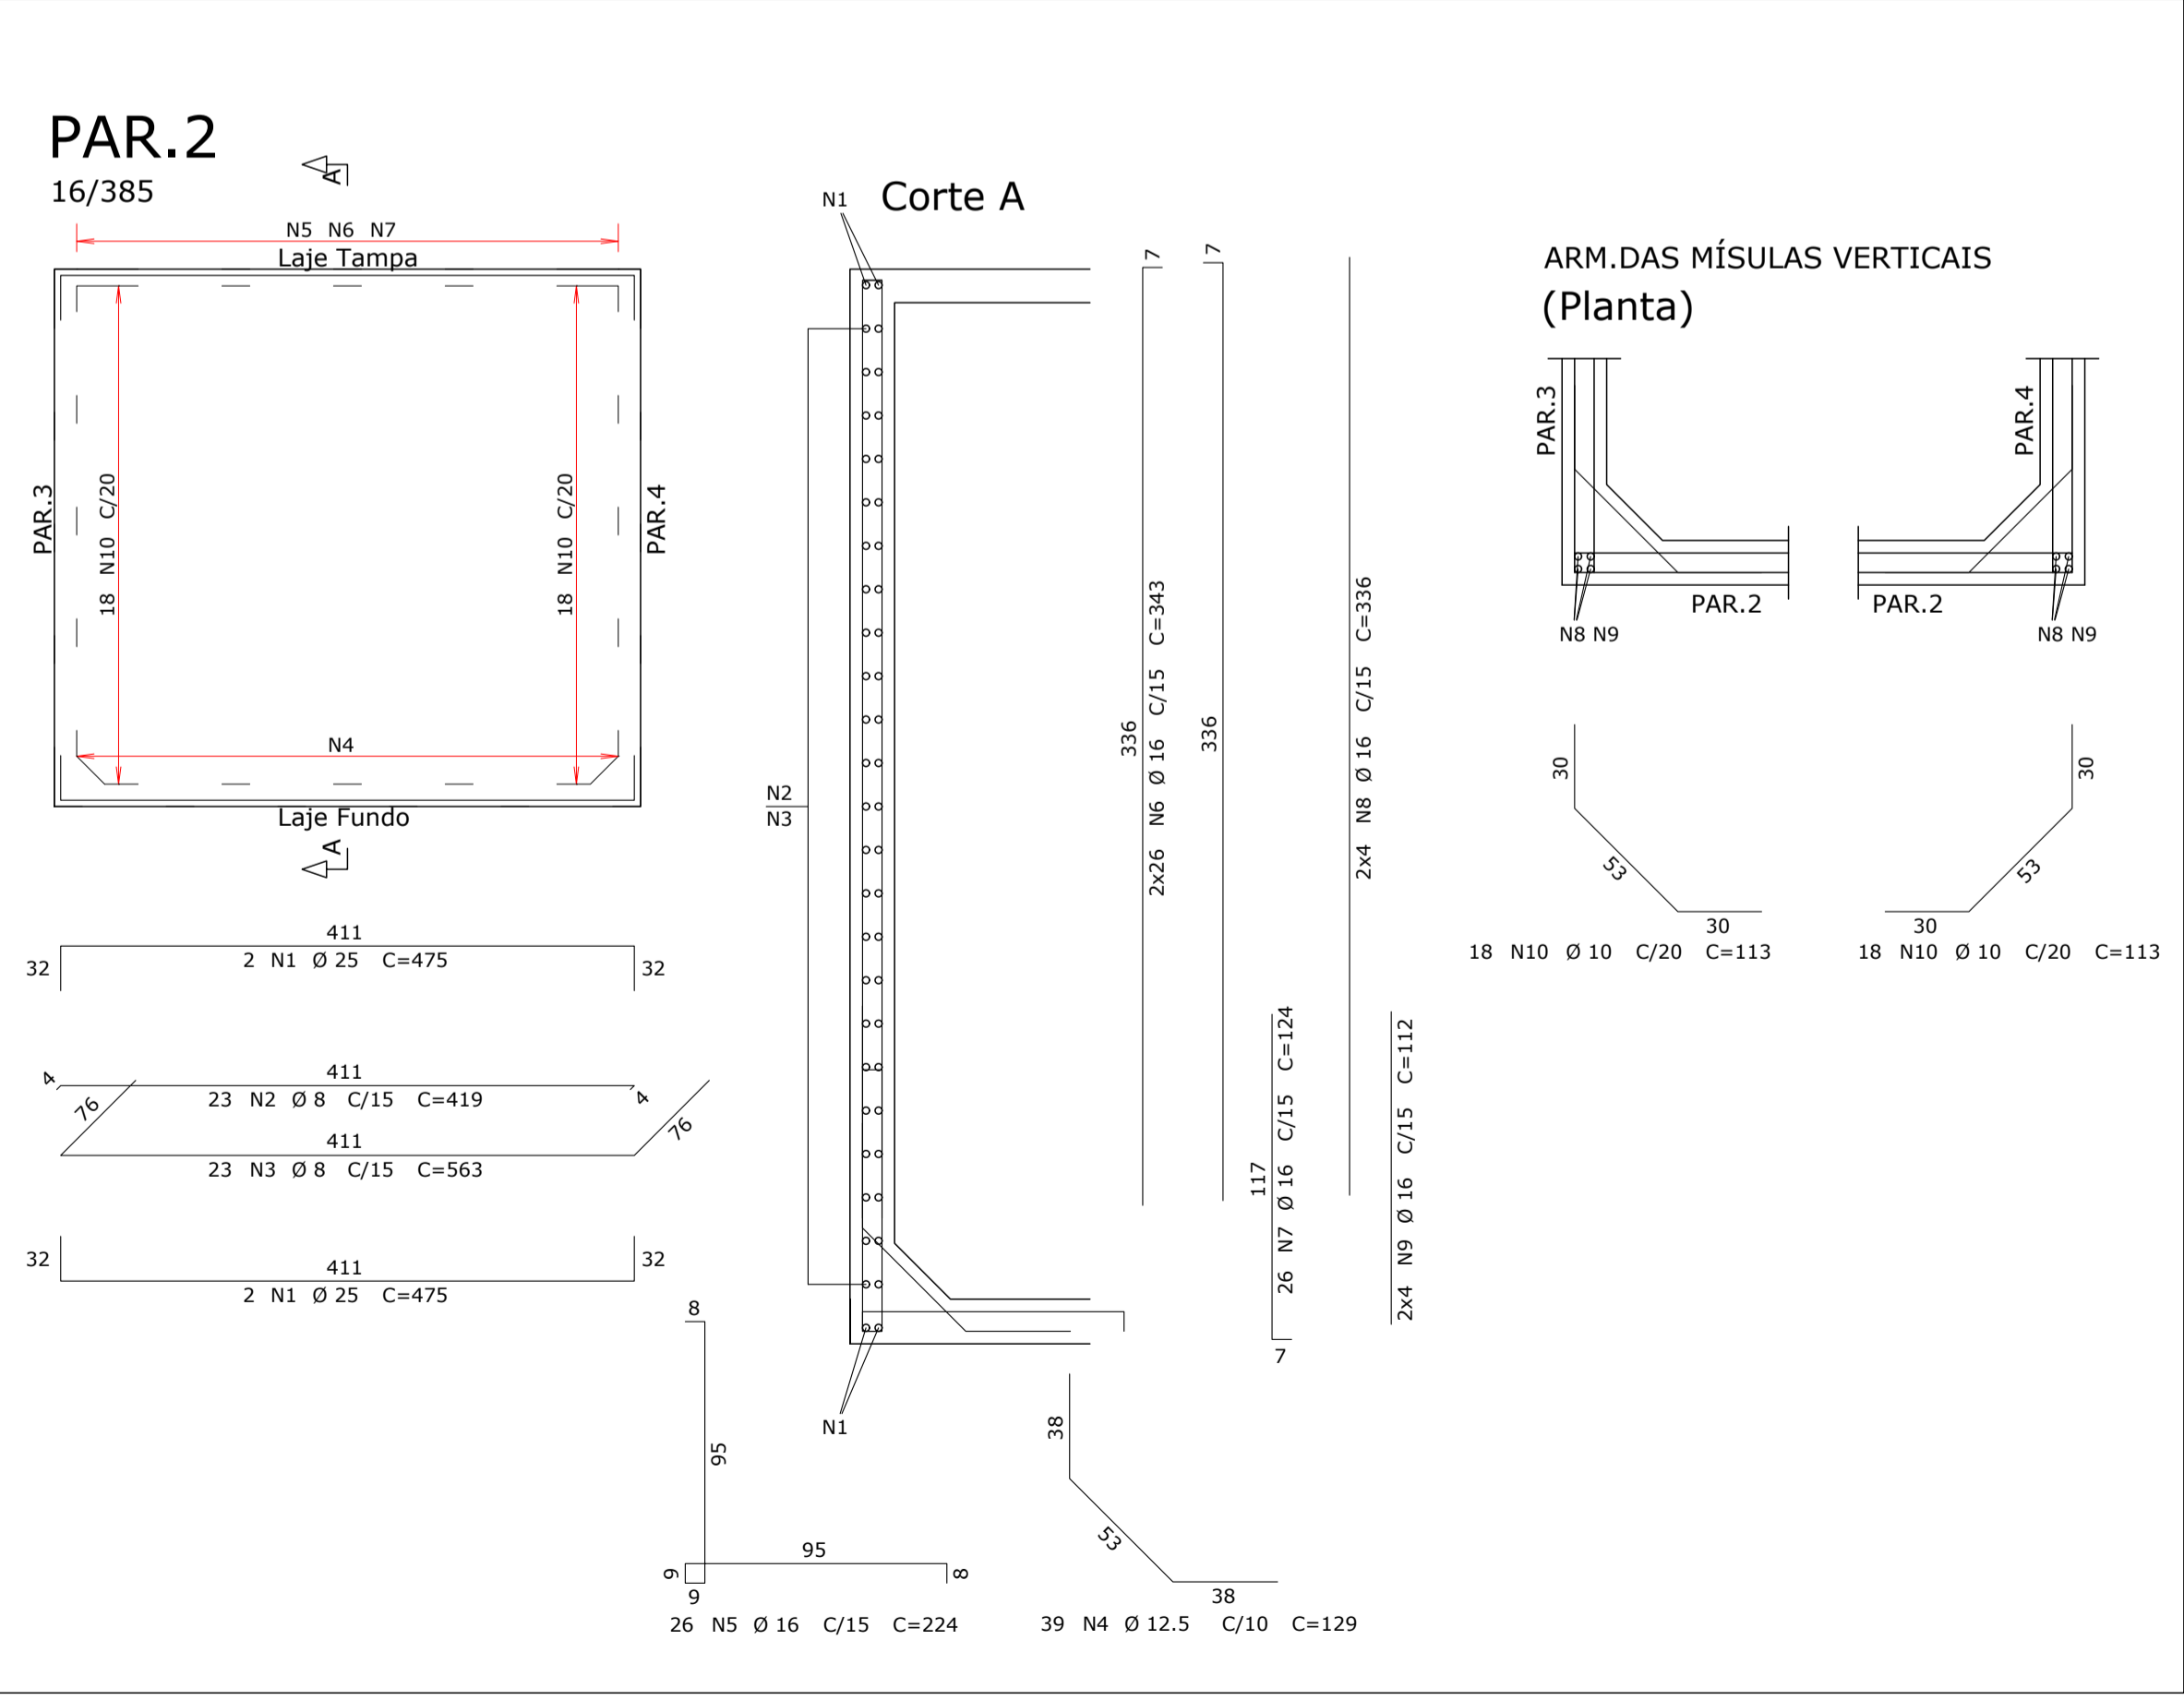 PAR.2
16/385
A
N5 N6 N7
Laje Tampa
PAR.3
18 N10 C/20
18 N10 C/20
PAR.4
N4
Laje Fundo
A
411
32
2 N1 Ø 25 C=475
32
411
4
23 N2 Ø 8 C/15 C=419
4
76
411
76
23 N3 Ø 8 C/15 C=563
32
411
32
2 N1 Ø 25 C=475
Corte A
N1
N2
N3
N1
7
336
2x26 N6 Ø 16 C/15 C=343
7
336
2x4 N8 Ø 16 C/15 C=336
117
26 N7 Ø 16 C/15 C=124
7
2x4 N9 Ø 16 C/15 C=112
8
95
95
9
9
8
26 N5 Ø 16 C/15 C=224
38
53
38
39 N4 Ø 12.5 C/10 C=129
ARM.DAS MÍSULAS VERTICAIS
(Planta)
PAR.3
PAR.4
PAR.2
PAR.2
N8 N9
N8 N9
30
53
30
18 N10 Ø 10 C/20 C=113
30
53
30
18 N10 Ø 10 C/20 C=113